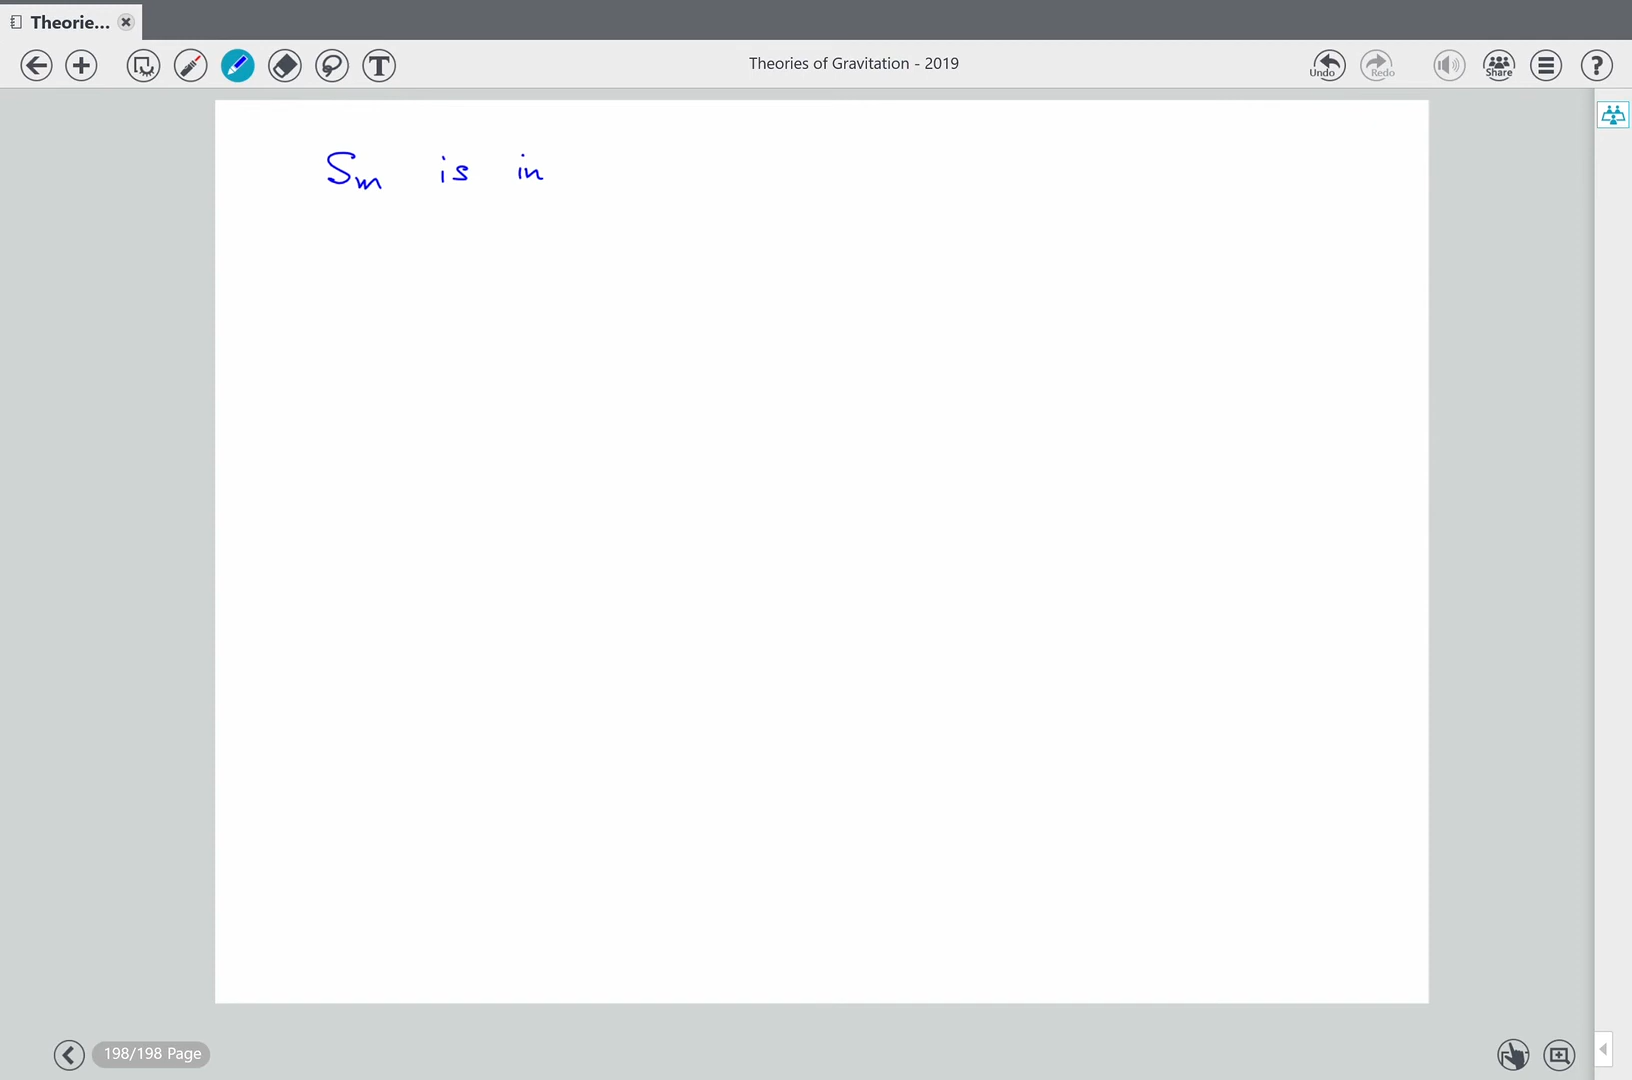 Theorie...
Theories of Gravitation - 2019
Undo
Redo
Share
?
T
Sm is in
198/198 Page